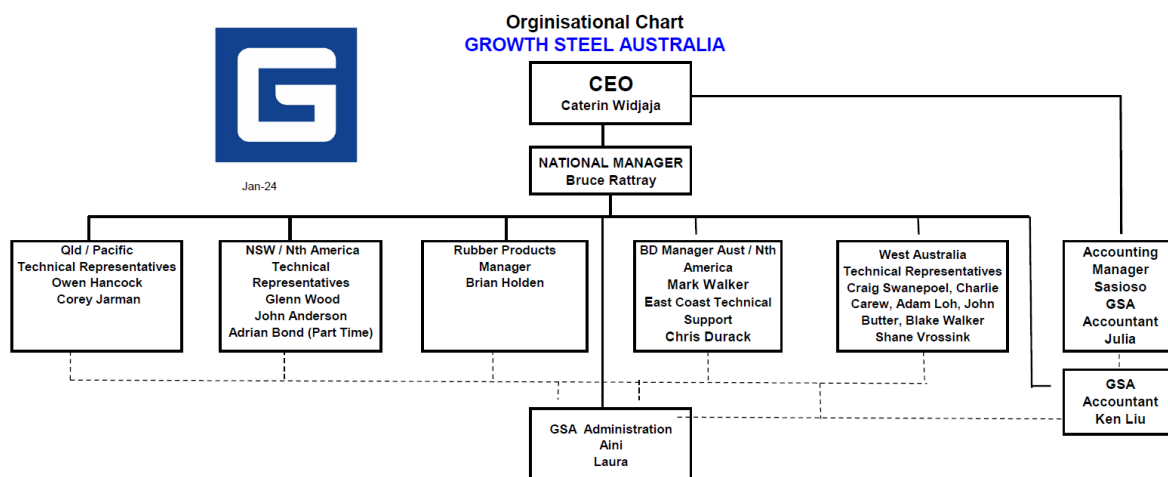 Orginisational Chart
GROWTH STEEL AUSTRALIA
G
Jan-24
CEO
Caterin Widjaja
NATIONAL MANAGER
Bruce Rattray
Qld / Pacific
Technical Representatives
Owen Hancock
Corey Jarman
NSW / Nth America
Technical
Representatives
Glenn Wood
John Anderson
Adrian Bond (Part Time)
Rubber Products
Manager
Brian Holden
BD Manager Aust / Nth
America
Mark Walker
East Coast Technical
Support
Chris Durack
West Australia
Technical Representatives
Craig Swanepoel, Charlie
Carew, Adam Loh, John
Butter, Blake Walker
Shane Vrossink
Accounting
Manager
Sasioso
GSA
Accountant
Julia
GSA
Accountant
Ken Liu
GSA Administration
Aini
Laura